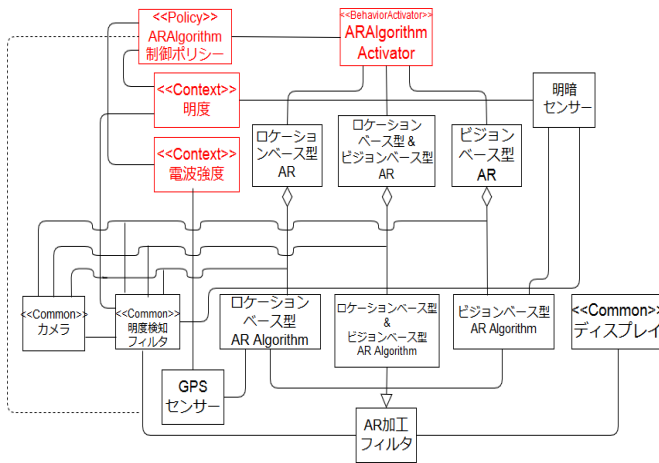 <<Policy>>
ARAlgorithm
制御ポリシー
<<BehaviorActivator>>
ARAlgorithm
Activator
<<Context>>
明度
明暗
センサー
<<Context>>
電波強度
ロケーショ
ンベース型
AR
ロケーション
ベース型 &
ビジョンベース型
AR
ビジョン
ベース型
AR
<<Common>>
カメラ
<<Common>>
明度検知
フィルタ
ロケーション
ベース型
AR Algorithm
ロケーションベース型
&
ビジョンベース型
AR Algorithm
ビジョンベース型
AR Algorithm
<<Common>>
ディスプレイ
GPS
センサー
AR加工
フィルタ